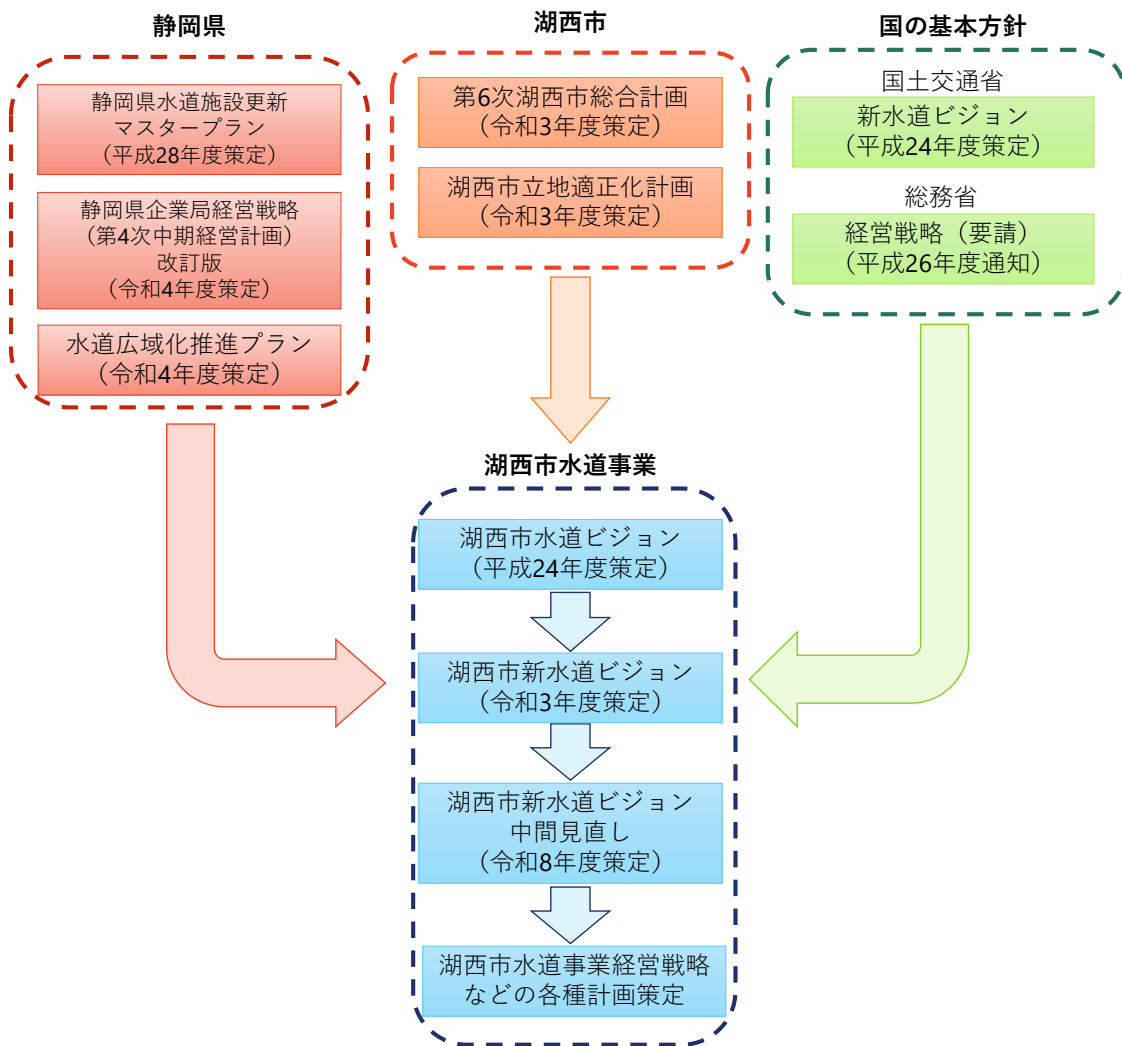 静岡県
静岡県水道施設更新
マスタープラン
(平成28年度策定)
静岡県企業局経営戦略
(第4次中期経営計画)
改訂版
(令和4年度策定)
水道広域化推進プラン
(令和4年度策定)
湖西市
第6次湖西市総合計画
(令和3年度策定)
湖西市立地適正化計画
(令和3年度策定)
国の基本方針
国土交通省
新水道ビジョン
(平成24年度策定)
総務省
経営戦略（要請）
(平成26年度通知)
湖西市水道事業
湖西市水道ビジョン
（平成24年度策定）
湖西市新水道ビジョン
（令和3年度策定）
湖西市新水道ビジョン
中間見直し
（令和8年度策定）
湖西市水道事業経営戦略
などの各種計画策定